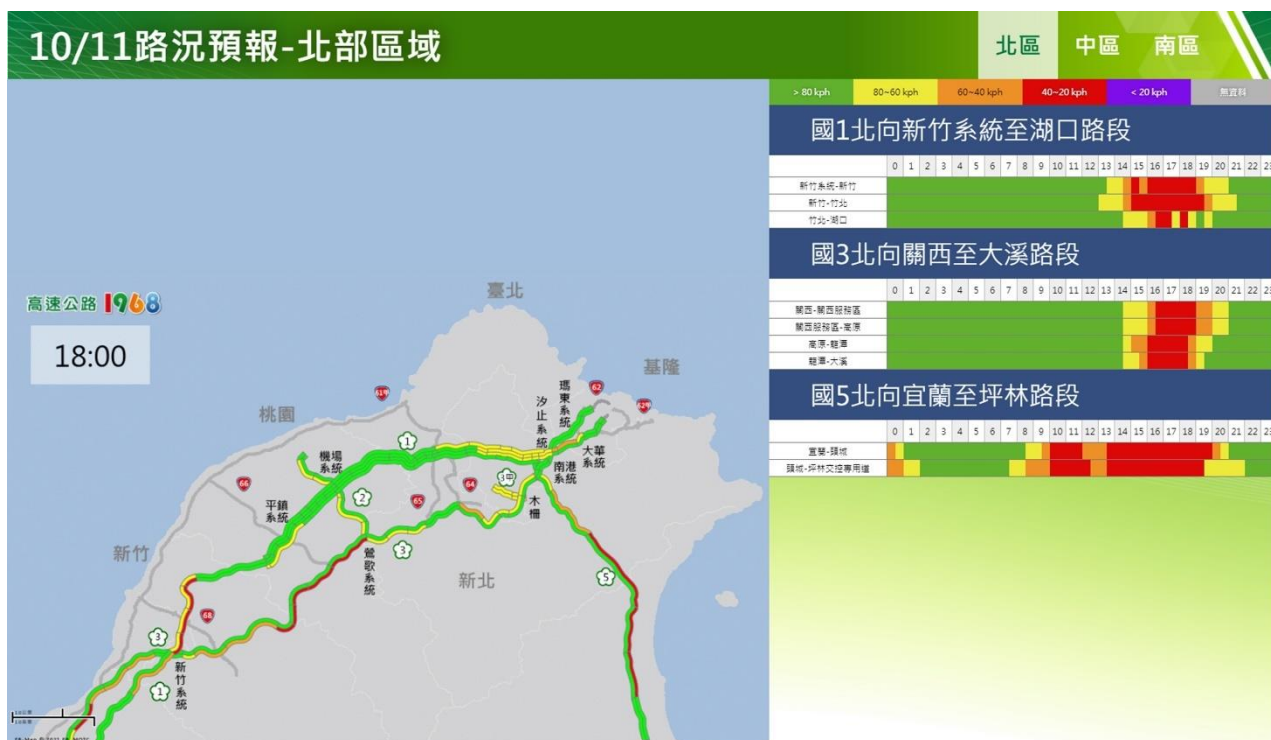 10/11路況預報-北部區域
北區 中區 南區
> 80 kph 80~60 kph 60~40 kph 40~20 kph < 20 kph 無資料
國1北向新竹系統至湖口路段
0 1 2 3 4 5 6 7 8 9 10 11 12 13 14 15 16 17 18 19 20 21 22 23
新竹系統-新竹
新竹-竹北
竹北-湖口
國3北向關西至大溪路段
0 1 2 3 4 5 6 7 8 9 10 11 12 13 14 15 16 17 18 19 20 21 22 23
關西-關西服務區
關西服務區-高原
高原-龍潭
龍潭-大溪
國5北向宜蘭至坪林路段
0 1 2 3 4 5 6 7 8 9 10 11 12 13 14 15 16 17 18 19 20 21 22 23
宜蘭-頭城
頭城-坪林交控專用道
高速公路 1968
18:00
臺北
基隆
桃園
新竹
新北
61甲
62
62甲
瑪東系統
汐止系統
大華系統
南港系統
機場系統
平鎮系統
木柵
鶯歌系統
新竹系統
1
2
3
3甲
5
64
65
66
68
3
1